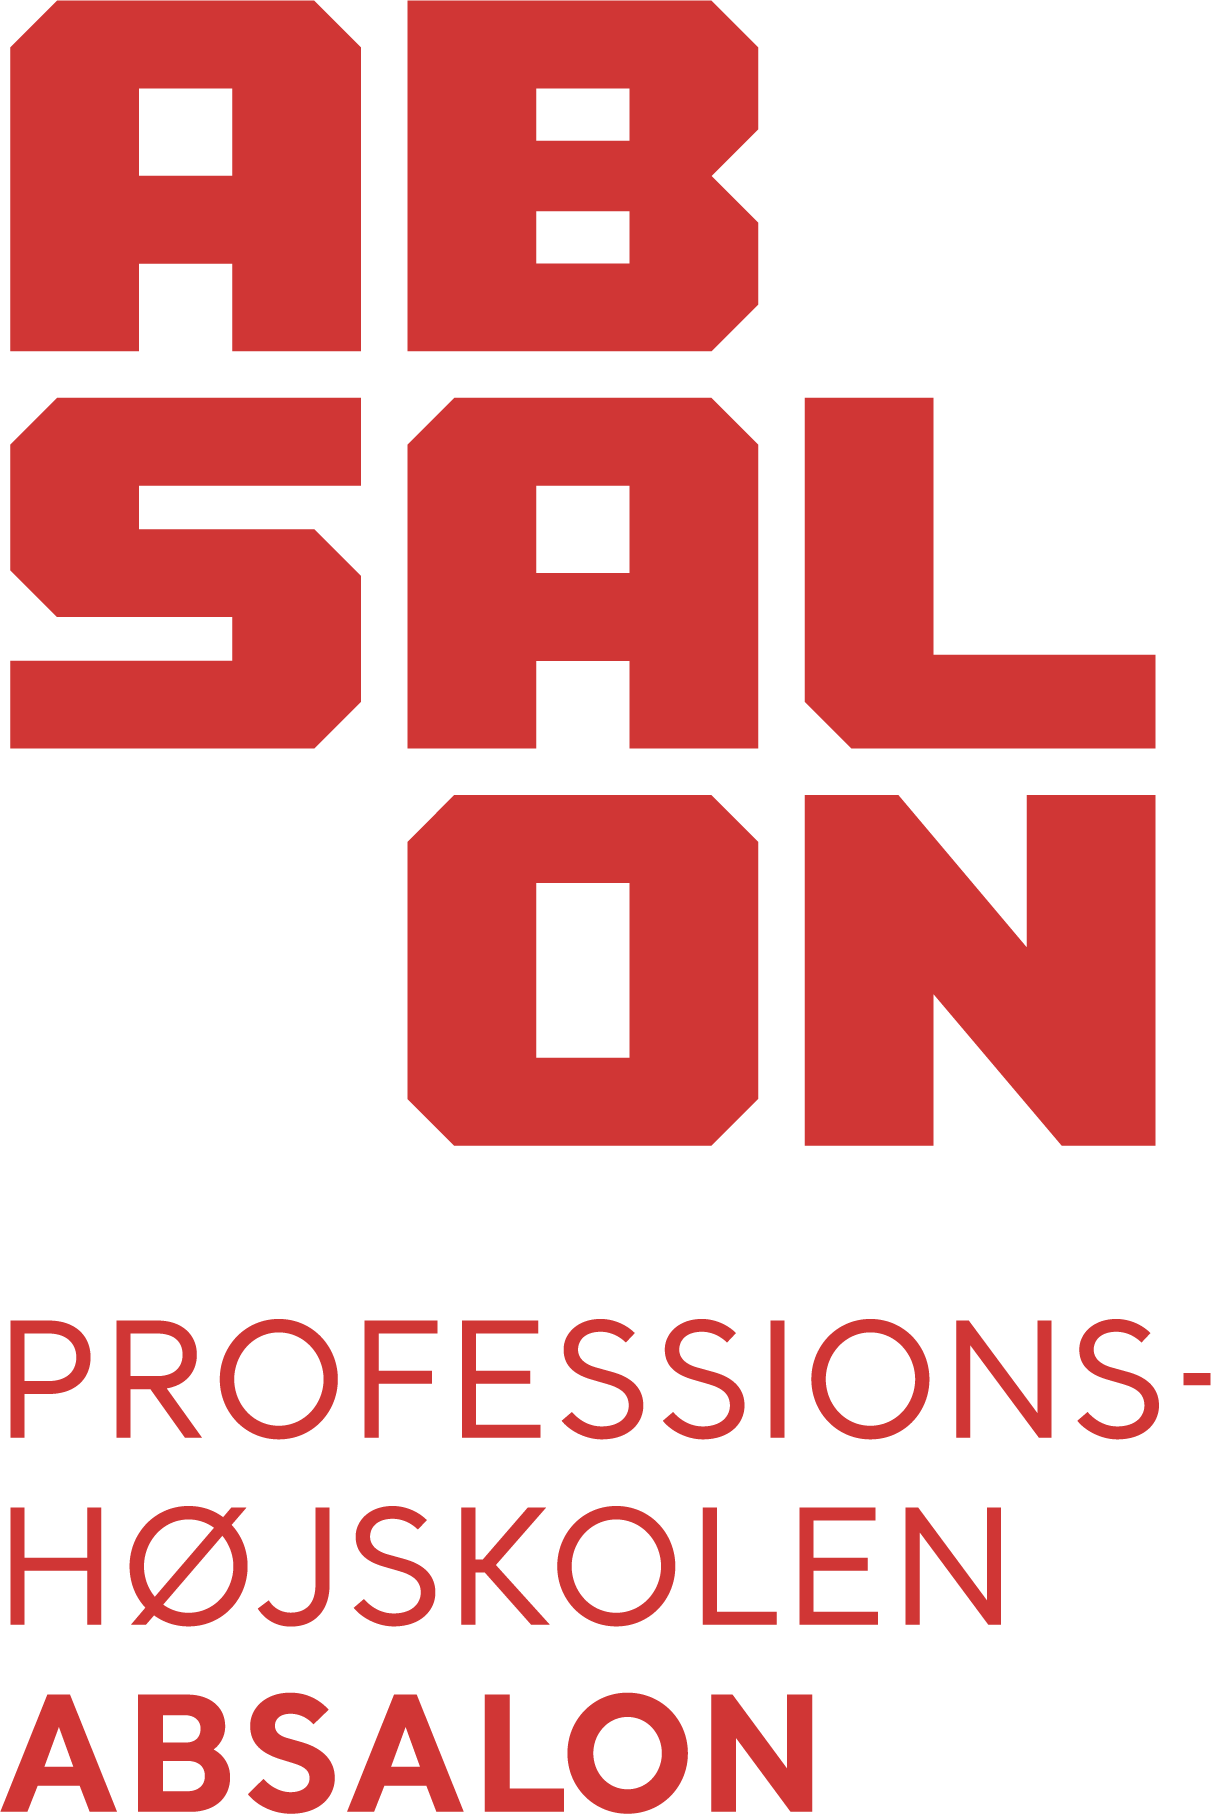 AB
SAL
ON
PROFESSIONS-
HØJSKOLEN
ABSALON